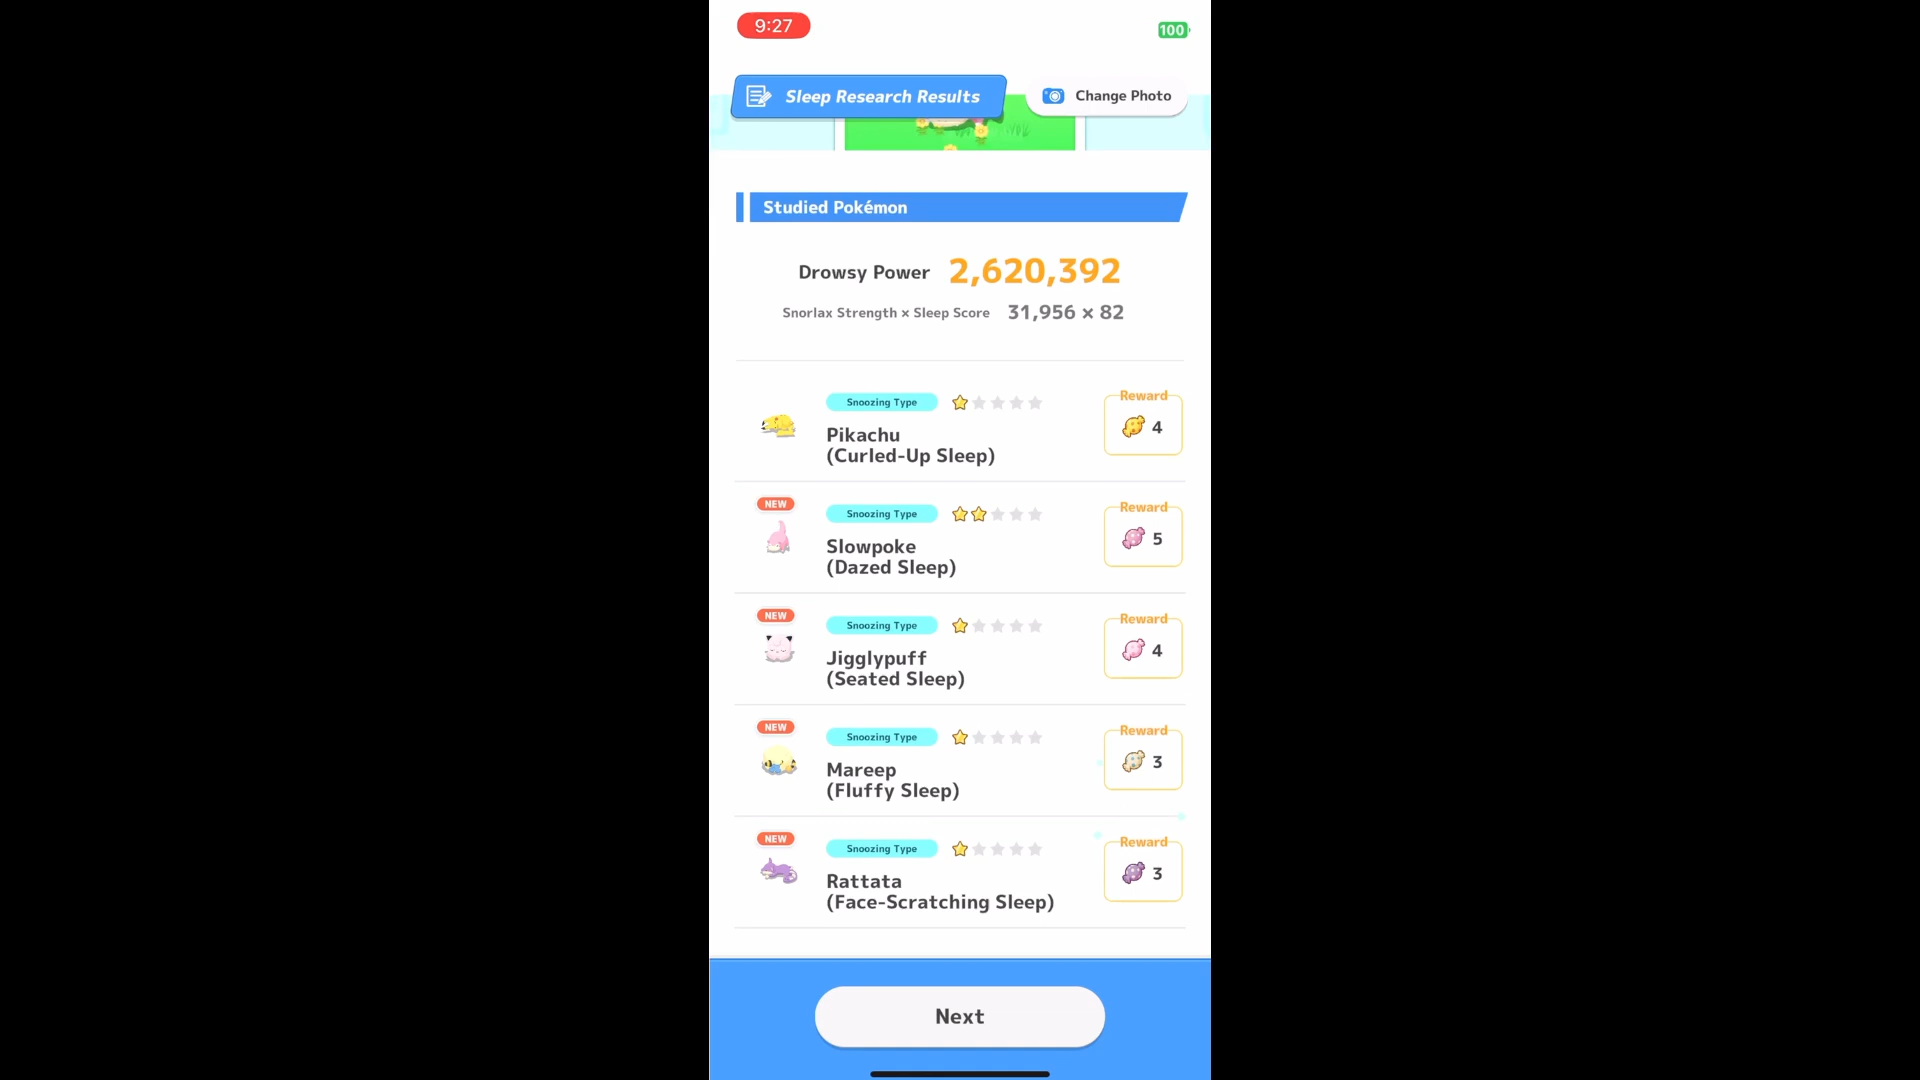 9:27
100
Sleep Research Results
Change Photo
Studied Pokémon
Drowsy Power 2,620,392
Snorlax Strength × Sleep Score 31,956 × 82
Snoozing Type
Reward
Pikachu
4
(Curled-Up Sleep)
NEW
Snoozing Type
Reward
Slowpoke
5
(Dazed Sleep)
NEW
Snoozing Type
Reward
Jigglypuff
4
(Seated Sleep)
NEW
Snoozing Type
Reward
Mareep
3
(Fluffy Sleep)
NEW
Snoozing Type
Reward
Rattata
3
(Face-Scratching Sleep)
Next